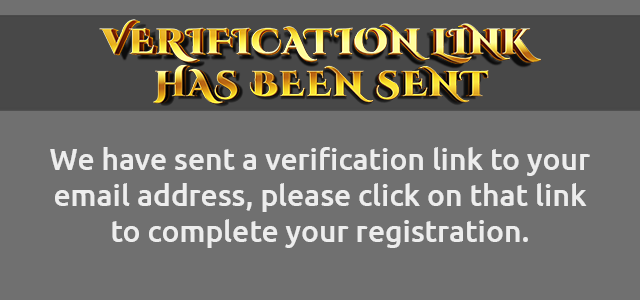 VERIFICATION LINK
HAS BEEN SENT
We have sent a verification link to your
email address, please click on that link
to complete your registration.